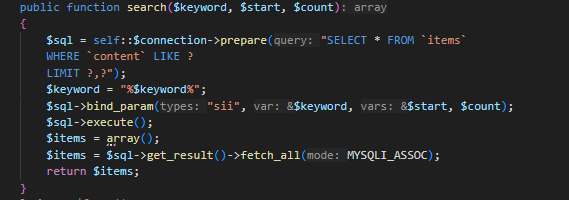 public function search($keyword, $start, $count): array
{
$sql = self::$connection->prepare(query: "SELECT * FROM `items`
WHERE `content` LIKE ?
LIMIT ?,?");
$keyword = "%$keyword%";
$sql->bind_param(types: "sii", var: &$keyword, vars: &$start, $count);
$sql->execute();
$items = array();
$items = $sql->get_result()->fetch_all(mode: MYSQLI_ASSOC);
return $items;
}